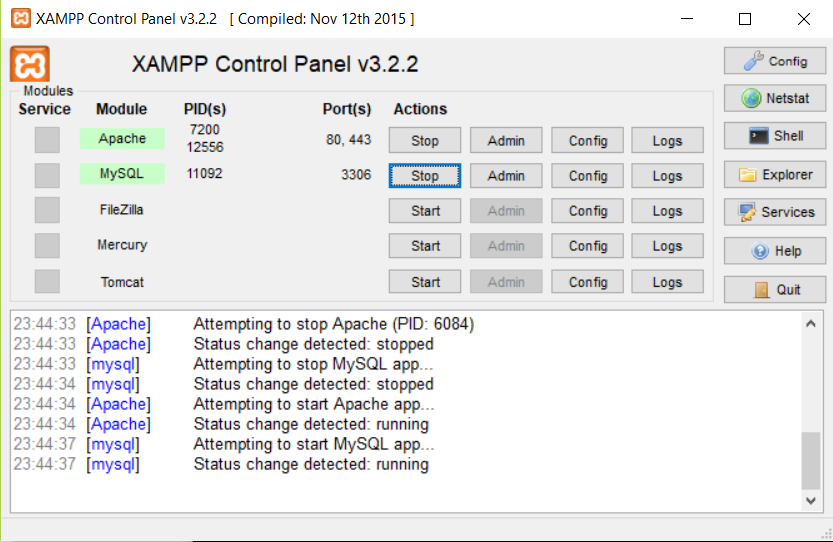 XAMPP Control Panel v3.2.2 [ Compiled: Nov 12th 2015 ]
XAMPP Control Panel v3.2.2
Config
Modules
Service Module PID(s) Port(s) Actions
Netstat
Apache 7200 12556 80, 443 Stop Admin Config Logs
Shell
MySQL 11092 3306 Stop Admin Config Logs
Explorer
FileZilla Start Admin Config Logs
Services
Mercury Start Admin Config Logs
Help
Tomcat Start Admin Config Logs
Quit
23:44:33 [Apache] Attempting to stop Apache (PID: 6084)
23:44:33 [Apache] Status change detected: stopped
23:44:33 [mysql] Attempting to stop MySQL app...
23:44:34 [mysql] Status change detected: stopped
23:44:34 [Apache] Attempting to start Apache app...
23:44:34 [Apache] Status change detected: running
23:44:37 [mysql] Attempting to start MySQL app...
23:44:37 [mysql] Status change detected: running